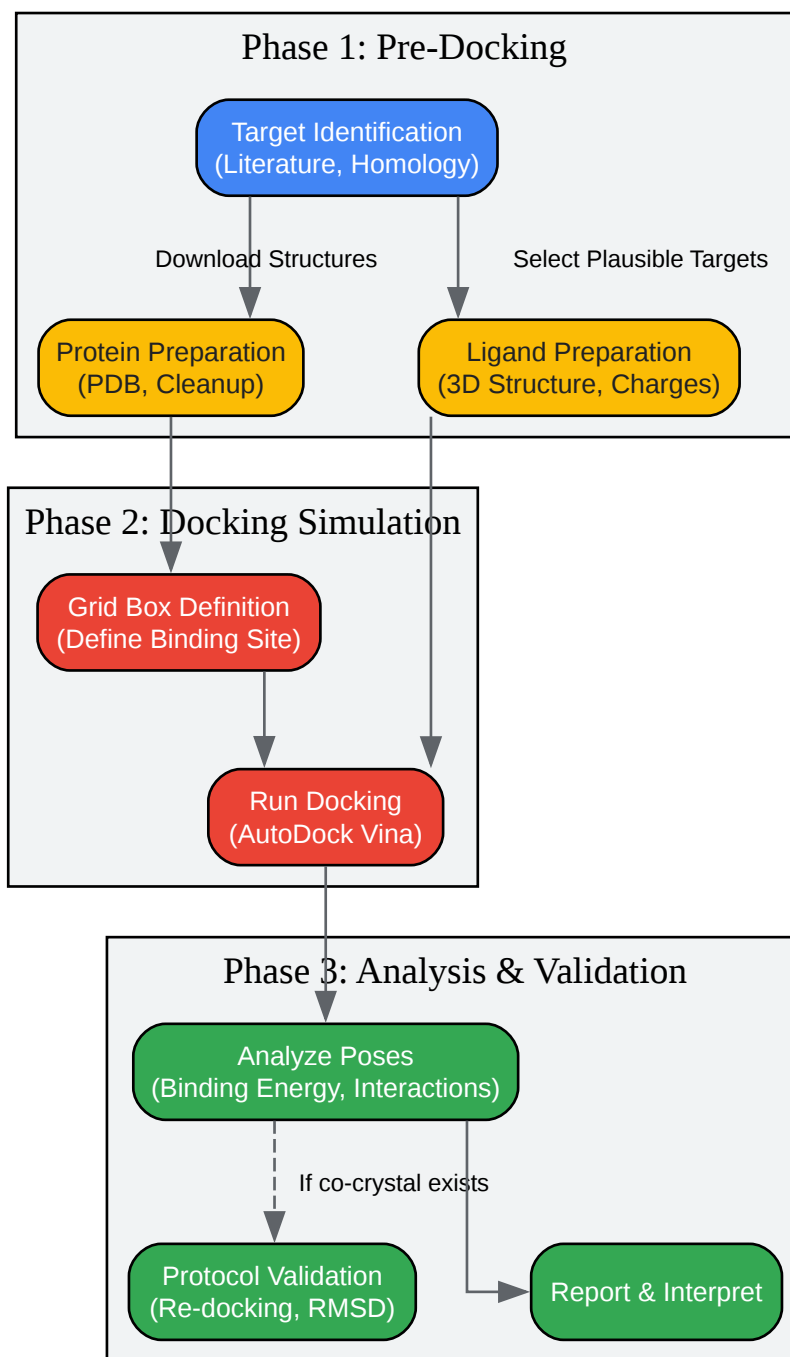 Phase 1: Pre-Docking
Target Identification
(Literature, Homology)
Download Structures
Select Plausible Targets
Protein Preparation
(PDB, Cleanup)
Ligand Preparation
(3D Structure, Charges)
Phase 2: Docking Simulation
Grid Box Definition
(Define Binding Site)
Run Docking
(AutoDock Vina)
Phase 3: Analysis & Validation
Analyze Poses
(Binding Energy, Interactions)
If co-crystal exists
Protocol Validation
(Re-docking, RMSD)
Report & Interpret